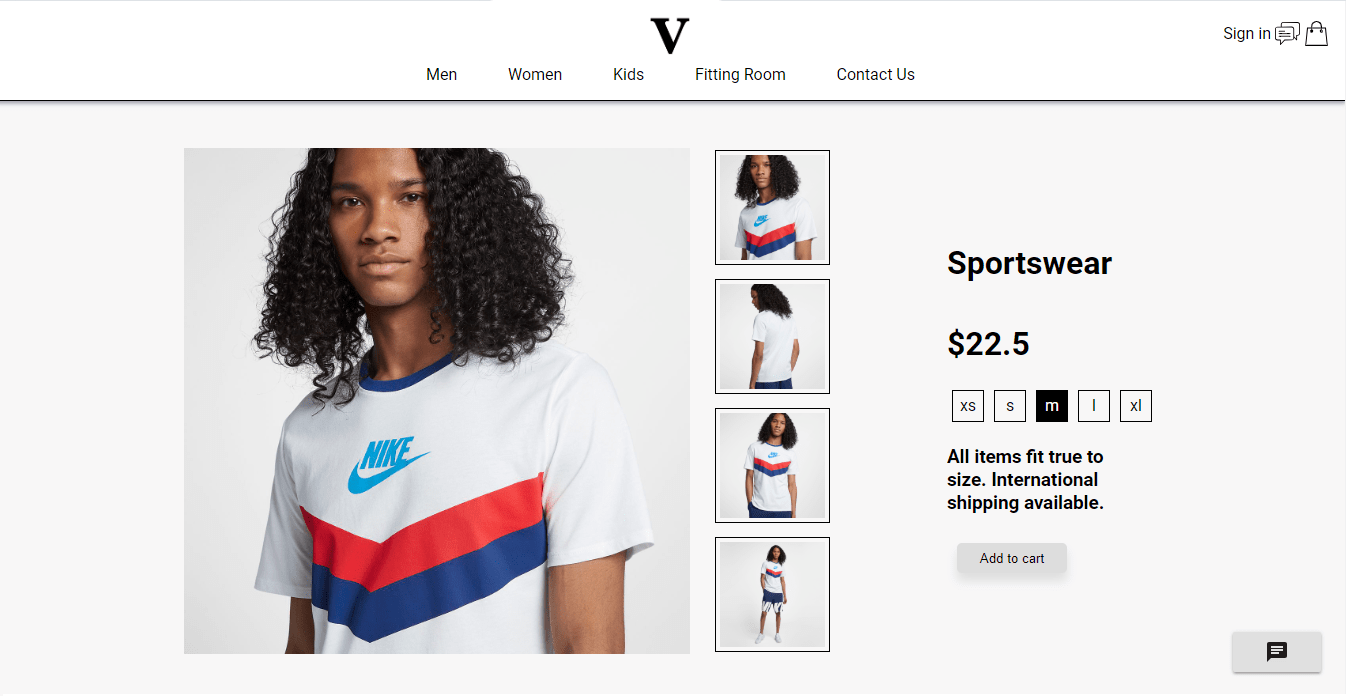 V
Sign in
Men Women Kids Fitting Room Contact Us
NIKE
Sportswear
$22.5
xs s m l xl
All items fit true to
size. International
shipping available.
Add to cart